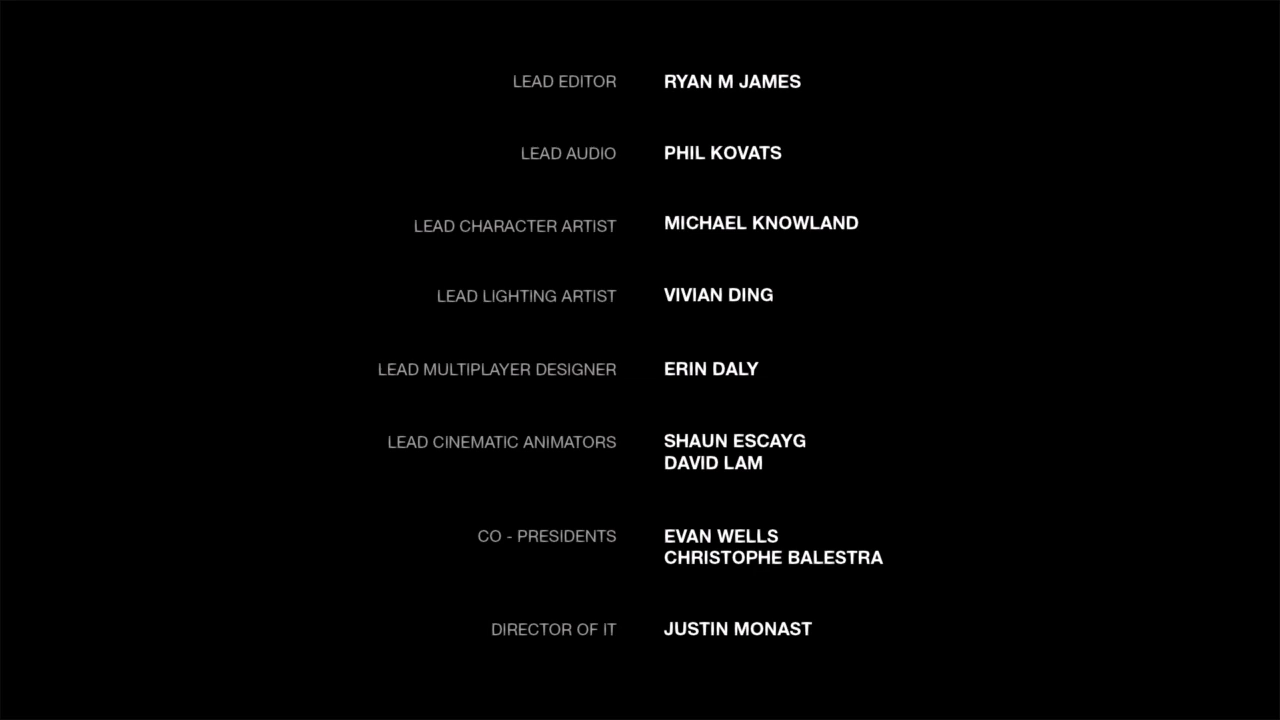 LEAD EDITOR RYAN M JAMES
LEAD AUDIO PHIL KOVATS
LEAD CHARACTER ARTIST MICHAEL KNOWLAND
LEAD LIGHTING ARTIST VIVIAN DING
LEAD MULTIPLAYER DESIGNER ERIN DALY
LEAD CINEMATIC ANIMATORS SHAUN ESCAYG
DAVID LAM
CO - PRESIDENTS EVAN WELLS
CHRISTOPHE BALESTRA
DIRECTOR OF IT JUSTIN MONAST